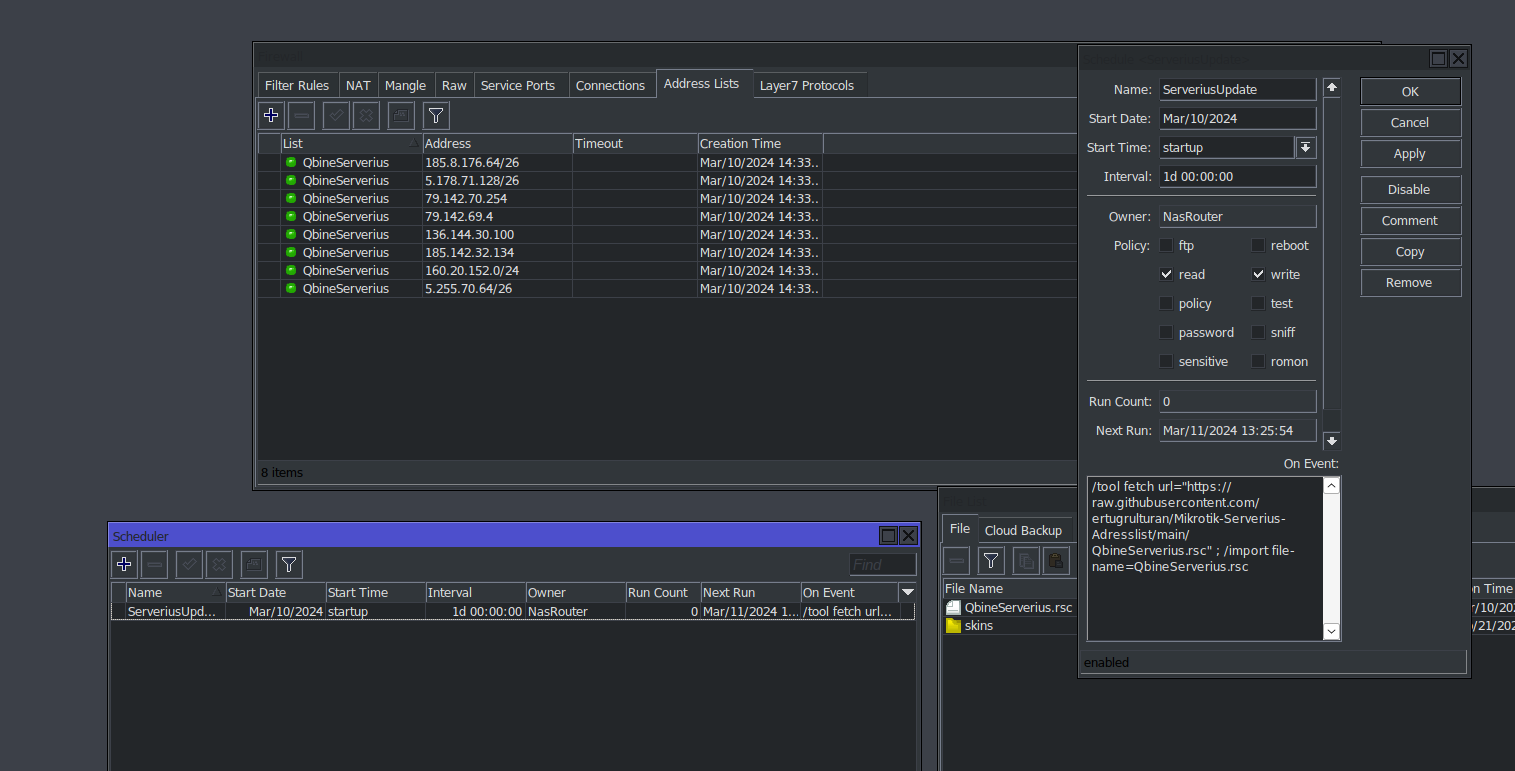 Filter Rules NAT Mangle Raw Service Ports Connections Address Lists Layer7 Protocols
List Address Timeout Creation Time
QbineServerius 185.8.176.64/26 Mar/10/2024 14:33..
QbineServerius 5.178.71.128/26 Mar/10/2024 14:33..
QbineServerius 79.142.70.254 Mar/10/2024 14:33..
QbineServerius 79.142.69.4 Mar/10/2024 14:33..
QbineServerius 136.144.30.100 Mar/10/2024 14:33..
QbineServerius 185.142.32.134 Mar/10/2024 14:33..
QbineServerius 160.20.152.0/24 Mar/10/2024 14:33..
QbineServerius 5.255.70.64/26 Mar/10/2024 14:33..
8 items
Name: ServeriusUpdate
Start Date: Mar/10/2024
Start Time: startup
Interval: 1d 00:00:00
Owner: NasRouter
Policy: ftp reboot
read write
policy test
password sniff
sensitive romon
Run Count: 0
Next Run: Mar/11/2024 13:25:54
On Event:
/tool fetch url="https://
raw.githubusercontent.com/
ertugrulturan/Mikrotik-Serverius-
Adresslist/main/
QbineServerius.rsc" ; /import file-
name=QbineServerius.rsc
enabled
OK
Cancel
Apply
Disable
Comment
Copy
Remove
Scheduler
Find
Name Start Date Start Time Interval Owner Run Count Next Run On Event
ServeriusUpd... Mar/10/2024 startup 1d 00:00:00 NasRouter 0 Mar/11/2024 1... /tool fetch url...
File Cloud Backup
File Name on Time
QbineServerius.rsc r/10/202
skins /21/202